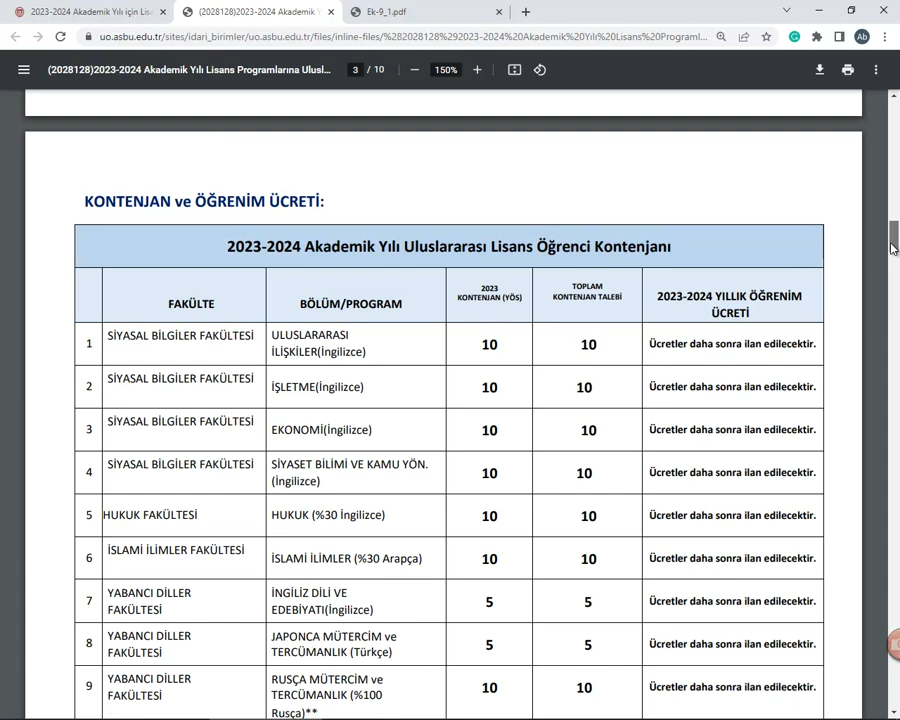 2023-2024 Akademik Yılı için Lisa
(2028128)2023-2024 Akademik Y
Ek-9_1.pdf
uo.asbu.edu.tr/sites/idari_birimler/uo.asbu.edu.tr/files/inline-files/%282028128%292023-2024%20Akademik%20Yılı%20Lisans%20Programl...
Ab
(2028128)2023-2024 Akademik Yılı Lisans Programlarına Ulusl...
3 / 10
150%
KONTENJAN ve ÖĞRENİM ÜCRETİ:
2023-2024 Akademik Yılı Uluslararası Lisans Öğrenci Kontenjanı
FAKÜLTE
BÖLÜM/PROGRAM
2023
KONTENJAN (YÖS)
TOPLAM
KONTENJAN TALEBİ
2023-2024 YILLIK ÖĞRENİM
ÜCRETİ
1 SİYASAL BİLGİLER FAKÜLTESİ ULUSLARARASI
İLİŞKİLER(İngilizce) 10 10 Ücretler daha sonra ilan edilecektir.
2 SİYASAL BİLGİLER FAKÜLTESİ İŞLETME(İngilizce) 10 10 Ücretler daha sonra ilan edilecektir.
3 SİYASAL BİLGİLER FAKÜLTESİ EKONOMİ(İngilizce) 10 10 Ücretler daha sonra ilan edilecektir.
4 SİYASAL BİLGİLER FAKÜLTESİ SİYASET BİLİMİ VE KAMU YÖN.
(İngilizce) 10 10 Ücretler daha sonra ilan edilecektir.
5 HUKUK FAKÜLTESİ HUKUK (%30 İngilizce) 10 10 Ücretler daha sonra ilan edilecektir.
6 İSLAMİ İLİMLER FAKÜLTESİ İSLAMİ İLİMLER (%30 Arapça) 10 10 Ücretler daha sonra ilan edilecektir.
7 YABANCI DİLLER İNGİLİZ DİLİ VE
FAKÜLTESİ EDEBİYATI(İngilizce) 5 5 Ücretler daha sonra ilan edilecektir.
8 YABANCI DİLLER JAPONCA MÜTERCİM ve
FAKÜLTESİ TERCÜMANLIK (Türkçe) 5 5 Ücretler daha sonra ilan edilecektir.
9 YABANCI DİLLER RUSÇA MÜTERCİM ve
FAKÜLTESİ TERCÜMANLIK (%100 10 10 Ücretler daha sonra ilan edilecektir.
Rusça)**